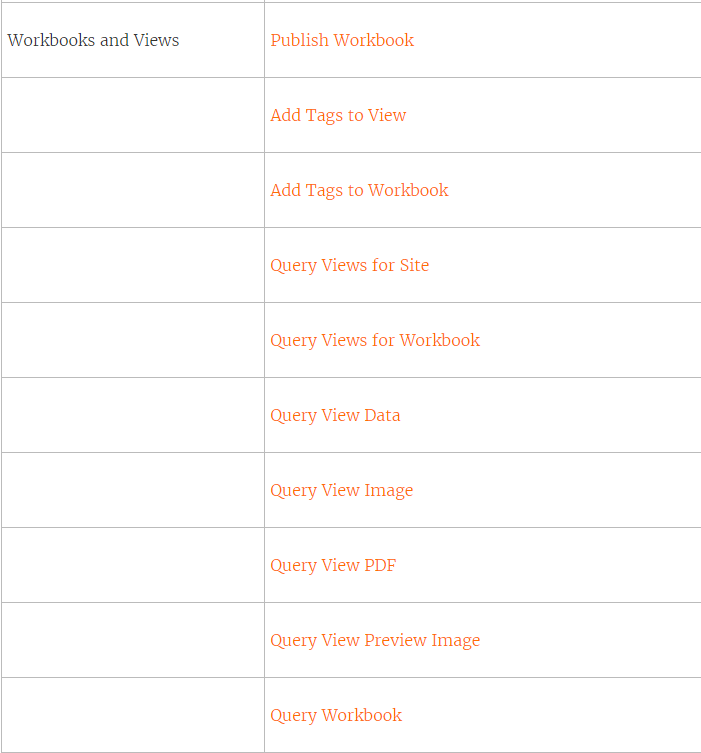 Workbooks and Views
Publish Workbook
Add Tags to View
Add Tags to Workbook
Query Views for Site
Query Views for Workbook
Query View Data
Query View Image
Query View PDF
Query View Preview Image
Query Workbook